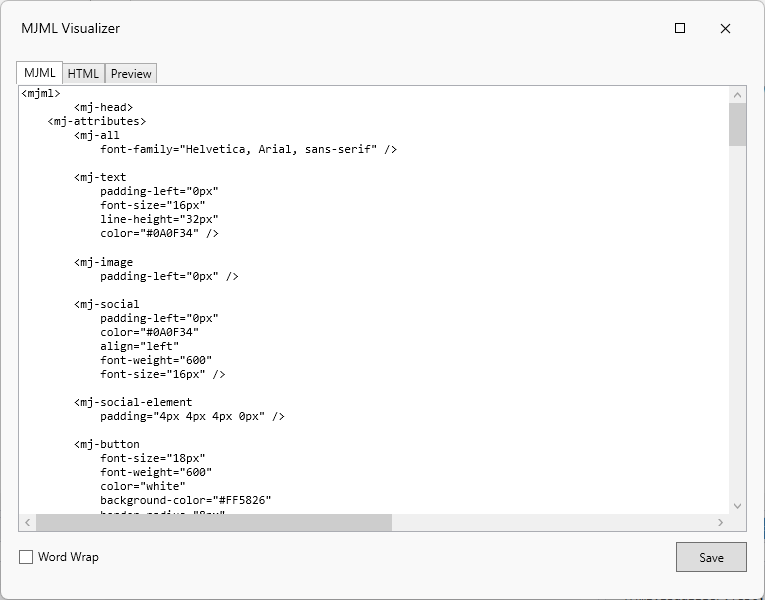 MJML Visualizer
MJML HTML Preview
<mjml>
<mj-head>
<mj-attributes>
<mj-all
font-family="Helvetica, Arial, sans-serif" />
<mj-text
padding-left="0px"
font-size="16px"
line-height="32px"
color="#0A0F34" />
<mj-image
padding-left="0px" />
<mj-social
padding-left="0px"
color="#0A0F34"
align="left"
font-weight="600"
font-size="16px" />
<mj-social-element
padding="4px 4px 4px 0px" />
<mj-button
font-size="18px"
font-weight="600"
color="white"
background-color="#FF5826"
Word Wrap
Save